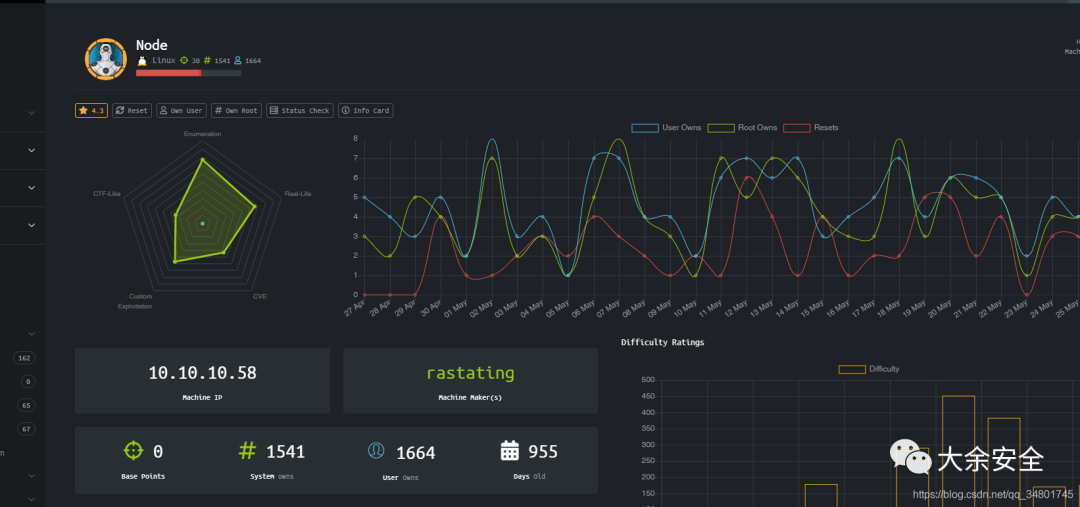 Node
Linux 30 # 1541 1664
4.3 Reset Own User # Own Root Status Check Info Card
Enumeration
CTF-Like
Real-Life
Custom
Exploitation
CVE
User Owns Root Owns Resets
8
7
6
5
4
3
2
1
0
27 Apr 28 Apr 29 Apr 30 Apr 01 May 02 May 03 May 04 May 05 May 06 May 07 May 08 May 09 May 10 May 11 May 12 May 13 May 14 May 15 May 16 May 17 May 18 May 19 May 20 May 21 May 22 May 23 May 24 May 25 May
162
0
65
67
10.10.10.58
Machine IP
rastating
Machine Maker(s)
0
Base Points
# 1541
System owns
1664
User Owns
955
Days Old
Difficulty Ratings
Difficulty
500
450
400
350
300
250
200
150
大余安全
https://blog.csdn.net/qq_34801745